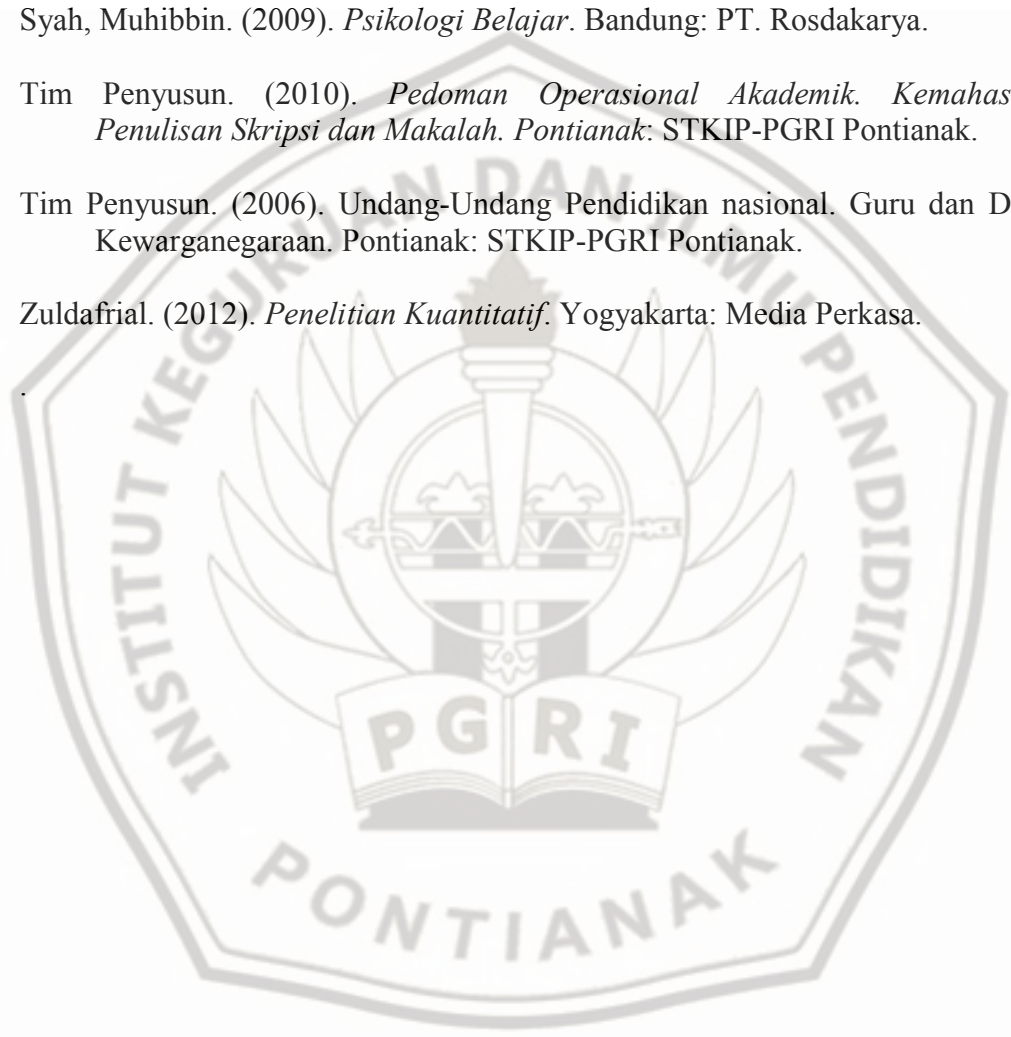 Syah, Muhibbin. (2009). Psikologi Belajar. Bandung: PT. Rosdakarya.
Tim Penyusun. (2010). Pedoman Operasional Akademik. Kemahas
Penulisan Skripsi dan Makalah. Pontianak: STKIP-PGRI Pontianak.
Tim Penyusun. (2006). Undang-Undang Pendidikan nasional. Guru dan D
Kewarganegaraan. Pontianak: STKIP-PGRI Pontianak.
Zuldafrial. (2012). Penelitian Kuantitatif. Yogyakarta: Media Perkasa.
.
INSTITUT KEGURUAN DAN ILMU PENDIDIKAN
PGRI
PONTIANAK